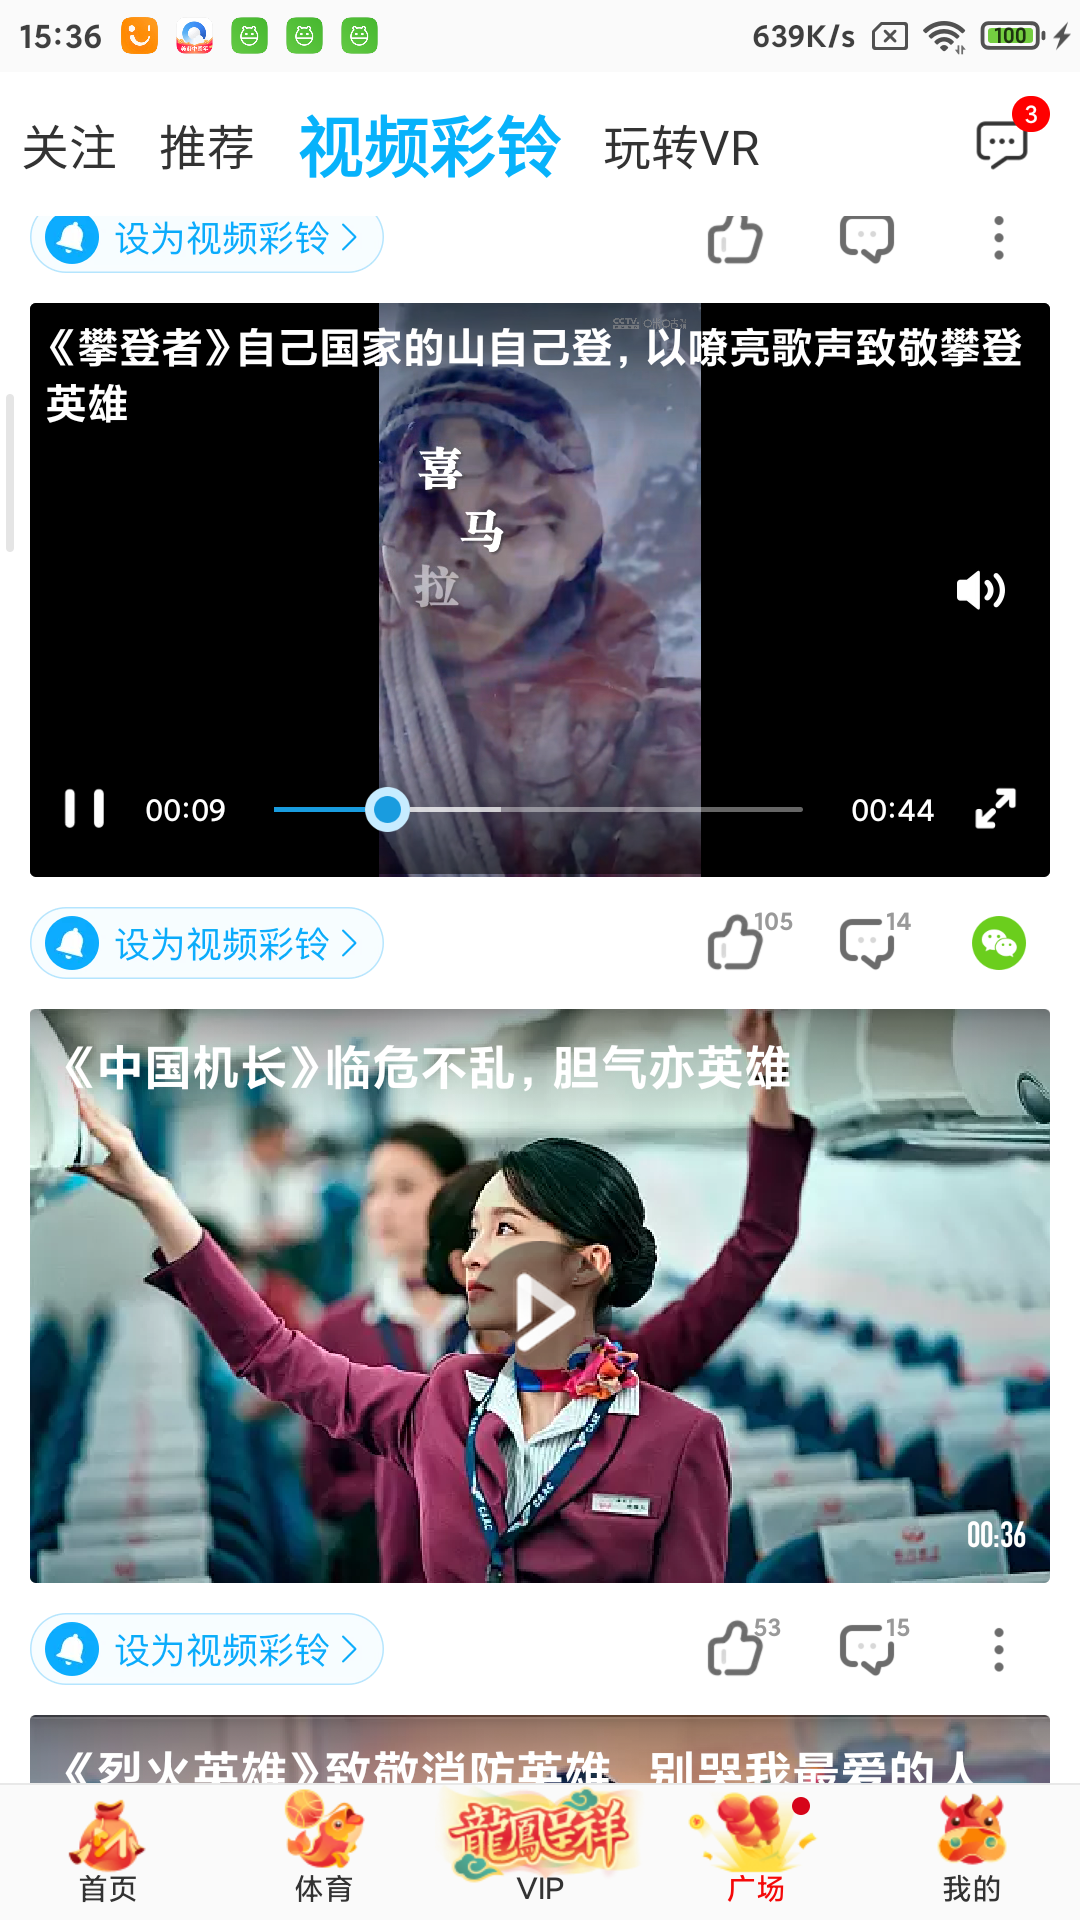 15:36
639K/s
100
关注 推荐 视频彩铃 玩转VR
3
设为视频彩铃
《攀登者》自己国家的山自己登，以嘹亮歌声致敬攀登
英雄
喜
马
拉
00:09
00:44
设为视频彩铃
105
14
《中国机长》临危不乱，胆气亦英雄
CAAC
CAAC
CAAC
00:36
设为视频彩铃
53
15
《列火英雄》致敬消防英雄，别哭我最爱的人
龍鳳呈祥
首页
体育
VIP
广场
我的